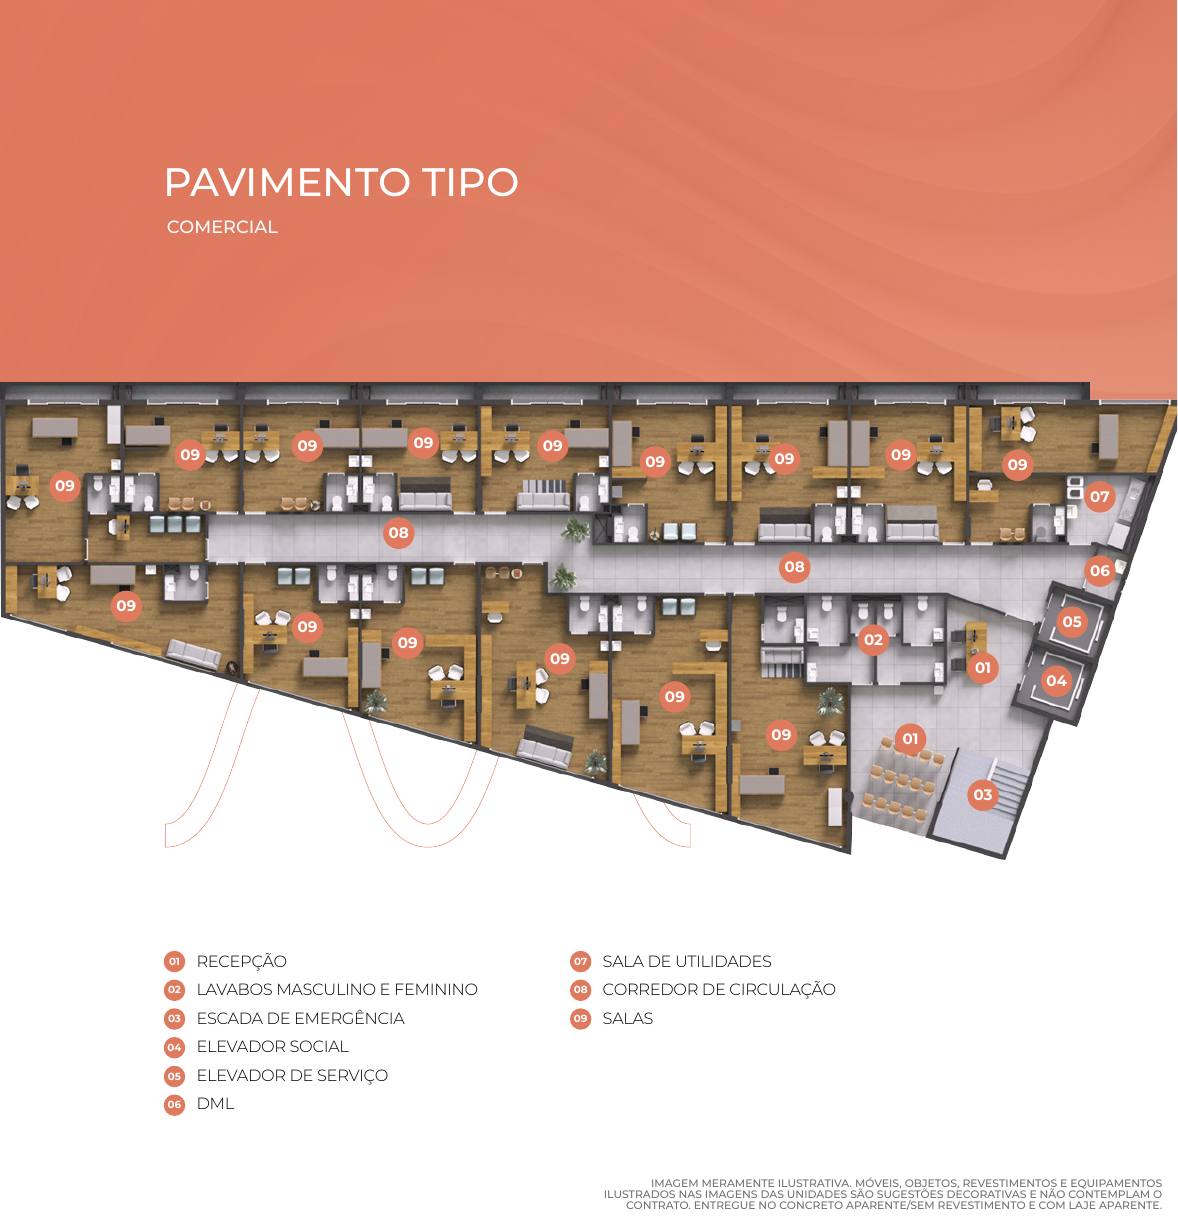 PAVIMENTO TIPO
COMERCIAL
09
09
09
09
09
09
09
09
09
07
08
08
06
09
09
09
09
09
09
02
01
05
04
01
03
01 RECEPÇÃO
02 LAVABOS MASCULINO E FEMININO
03 ESCADA DE EMERGÊNCIA
04 ELEVADOR SOCIAL
05 ELEVADOR DE SERVIÇO
06 DML
07 SALA DE UTILIDADES
08 CORREDOR DE CIRCULAÇÃO
09 SALAS
IMAGEM MERAMENTE ILUSTRATIVA. MÓVEIS, OBJETOS, REVESTIMENTOS E EQUIPAMENTOS
ILUSTRADOS NAS IMAGENS DAS UNIDADES SÃO SUGESTÕES DECORATIVAS E NÃO CONTEMPLAM O
CONTRATO. ENTREGUE NO CONCRETO APARENTE/SEM REVESTIMENTO E COM LAJE APARENTE.